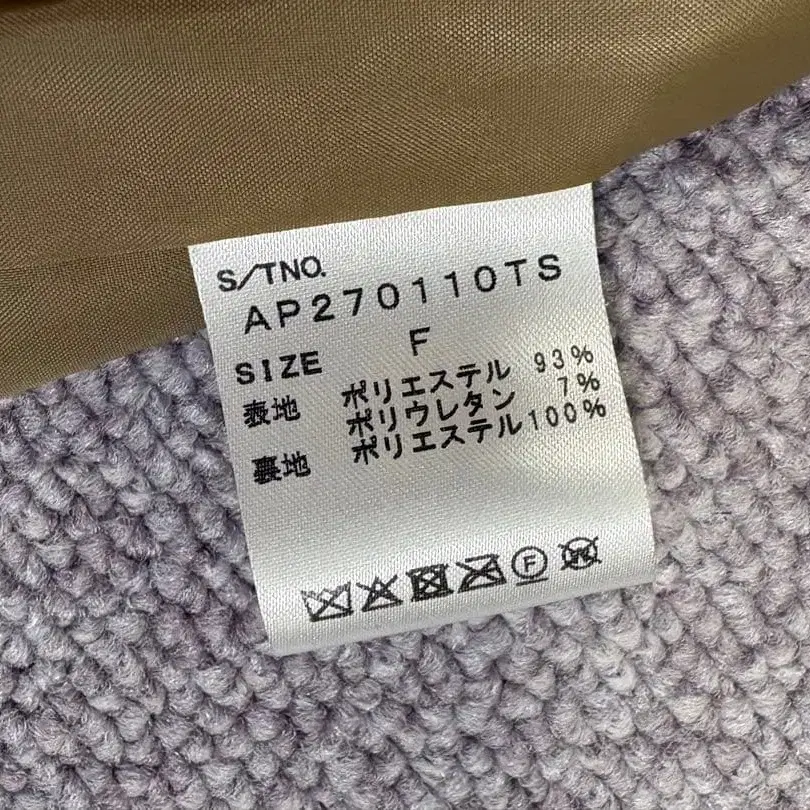 S/TNO.
AP270110TS
SIZE F
表地 ポリエステル 93%
ポリウレタン 7%
裏地 ポリエステル100%
F
W